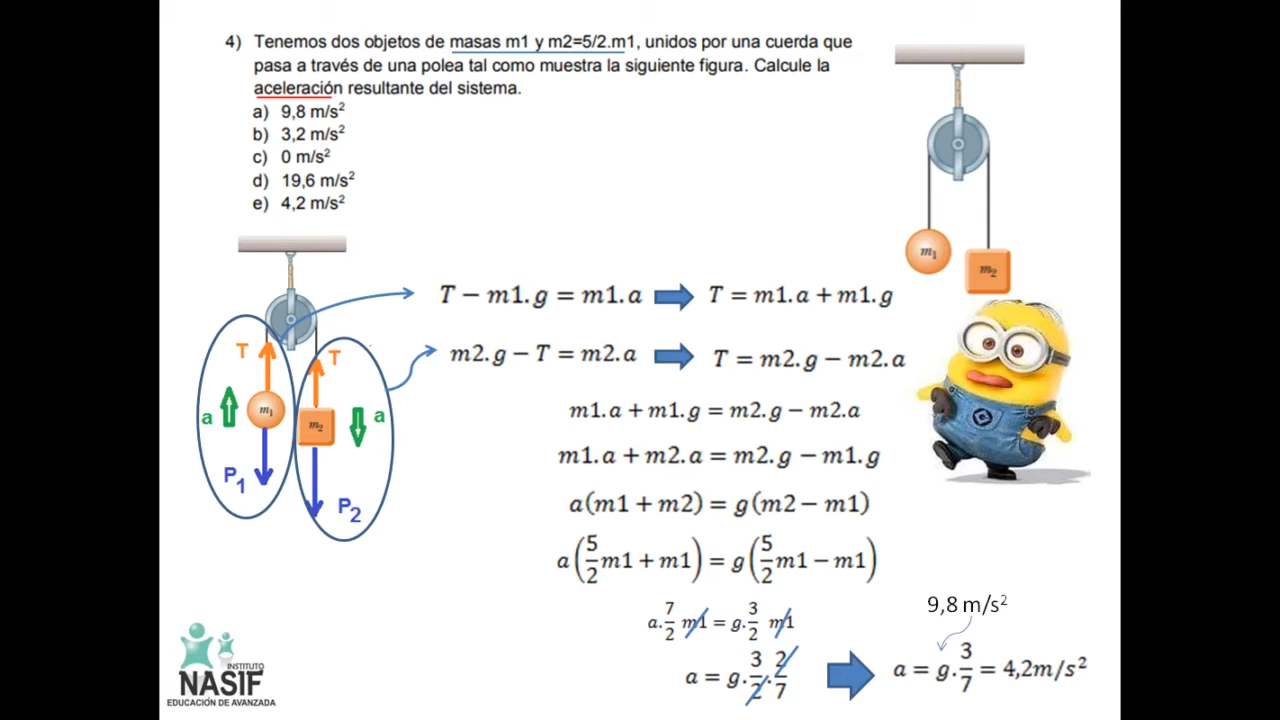 4) Tenemos dos objetos de masas m1 y m2=5/2.m1, unidos por una cuerda que
pasa a través de una polea tal como muestra la siguiente figura. Calcule la
aceleración resultante del sistema.
a) 9,8 m/s²
b) 3,2 m/s²
c) 0 m/s²
d) 19,6 m/s²
e) 4,2 m/s²
m₁
m₂
T − m1.g = m1.a
T = m1.a + m1.g
m2.g − T = m2.a
T = m2.g − m2.a
T
T
a
m₁
m₂
a
P₁
P₂
m1.a + m1.g = m2.g − m2.a
m1.a + m2.a = m2.g − m1.g
a(m1 + m2) = g(m2 − m1)
a(5/2 m1 + m1) = g(5/2 m1 − m1)
a. 7/2 m1 = g. 3/2 m1
9,8 m/s²
a = g. 3/2 . 2/7
a = g. 3/7 = 4,2m/s²
INSTITUTO
NASIF
EDUCACIÓN DE AVANZADA